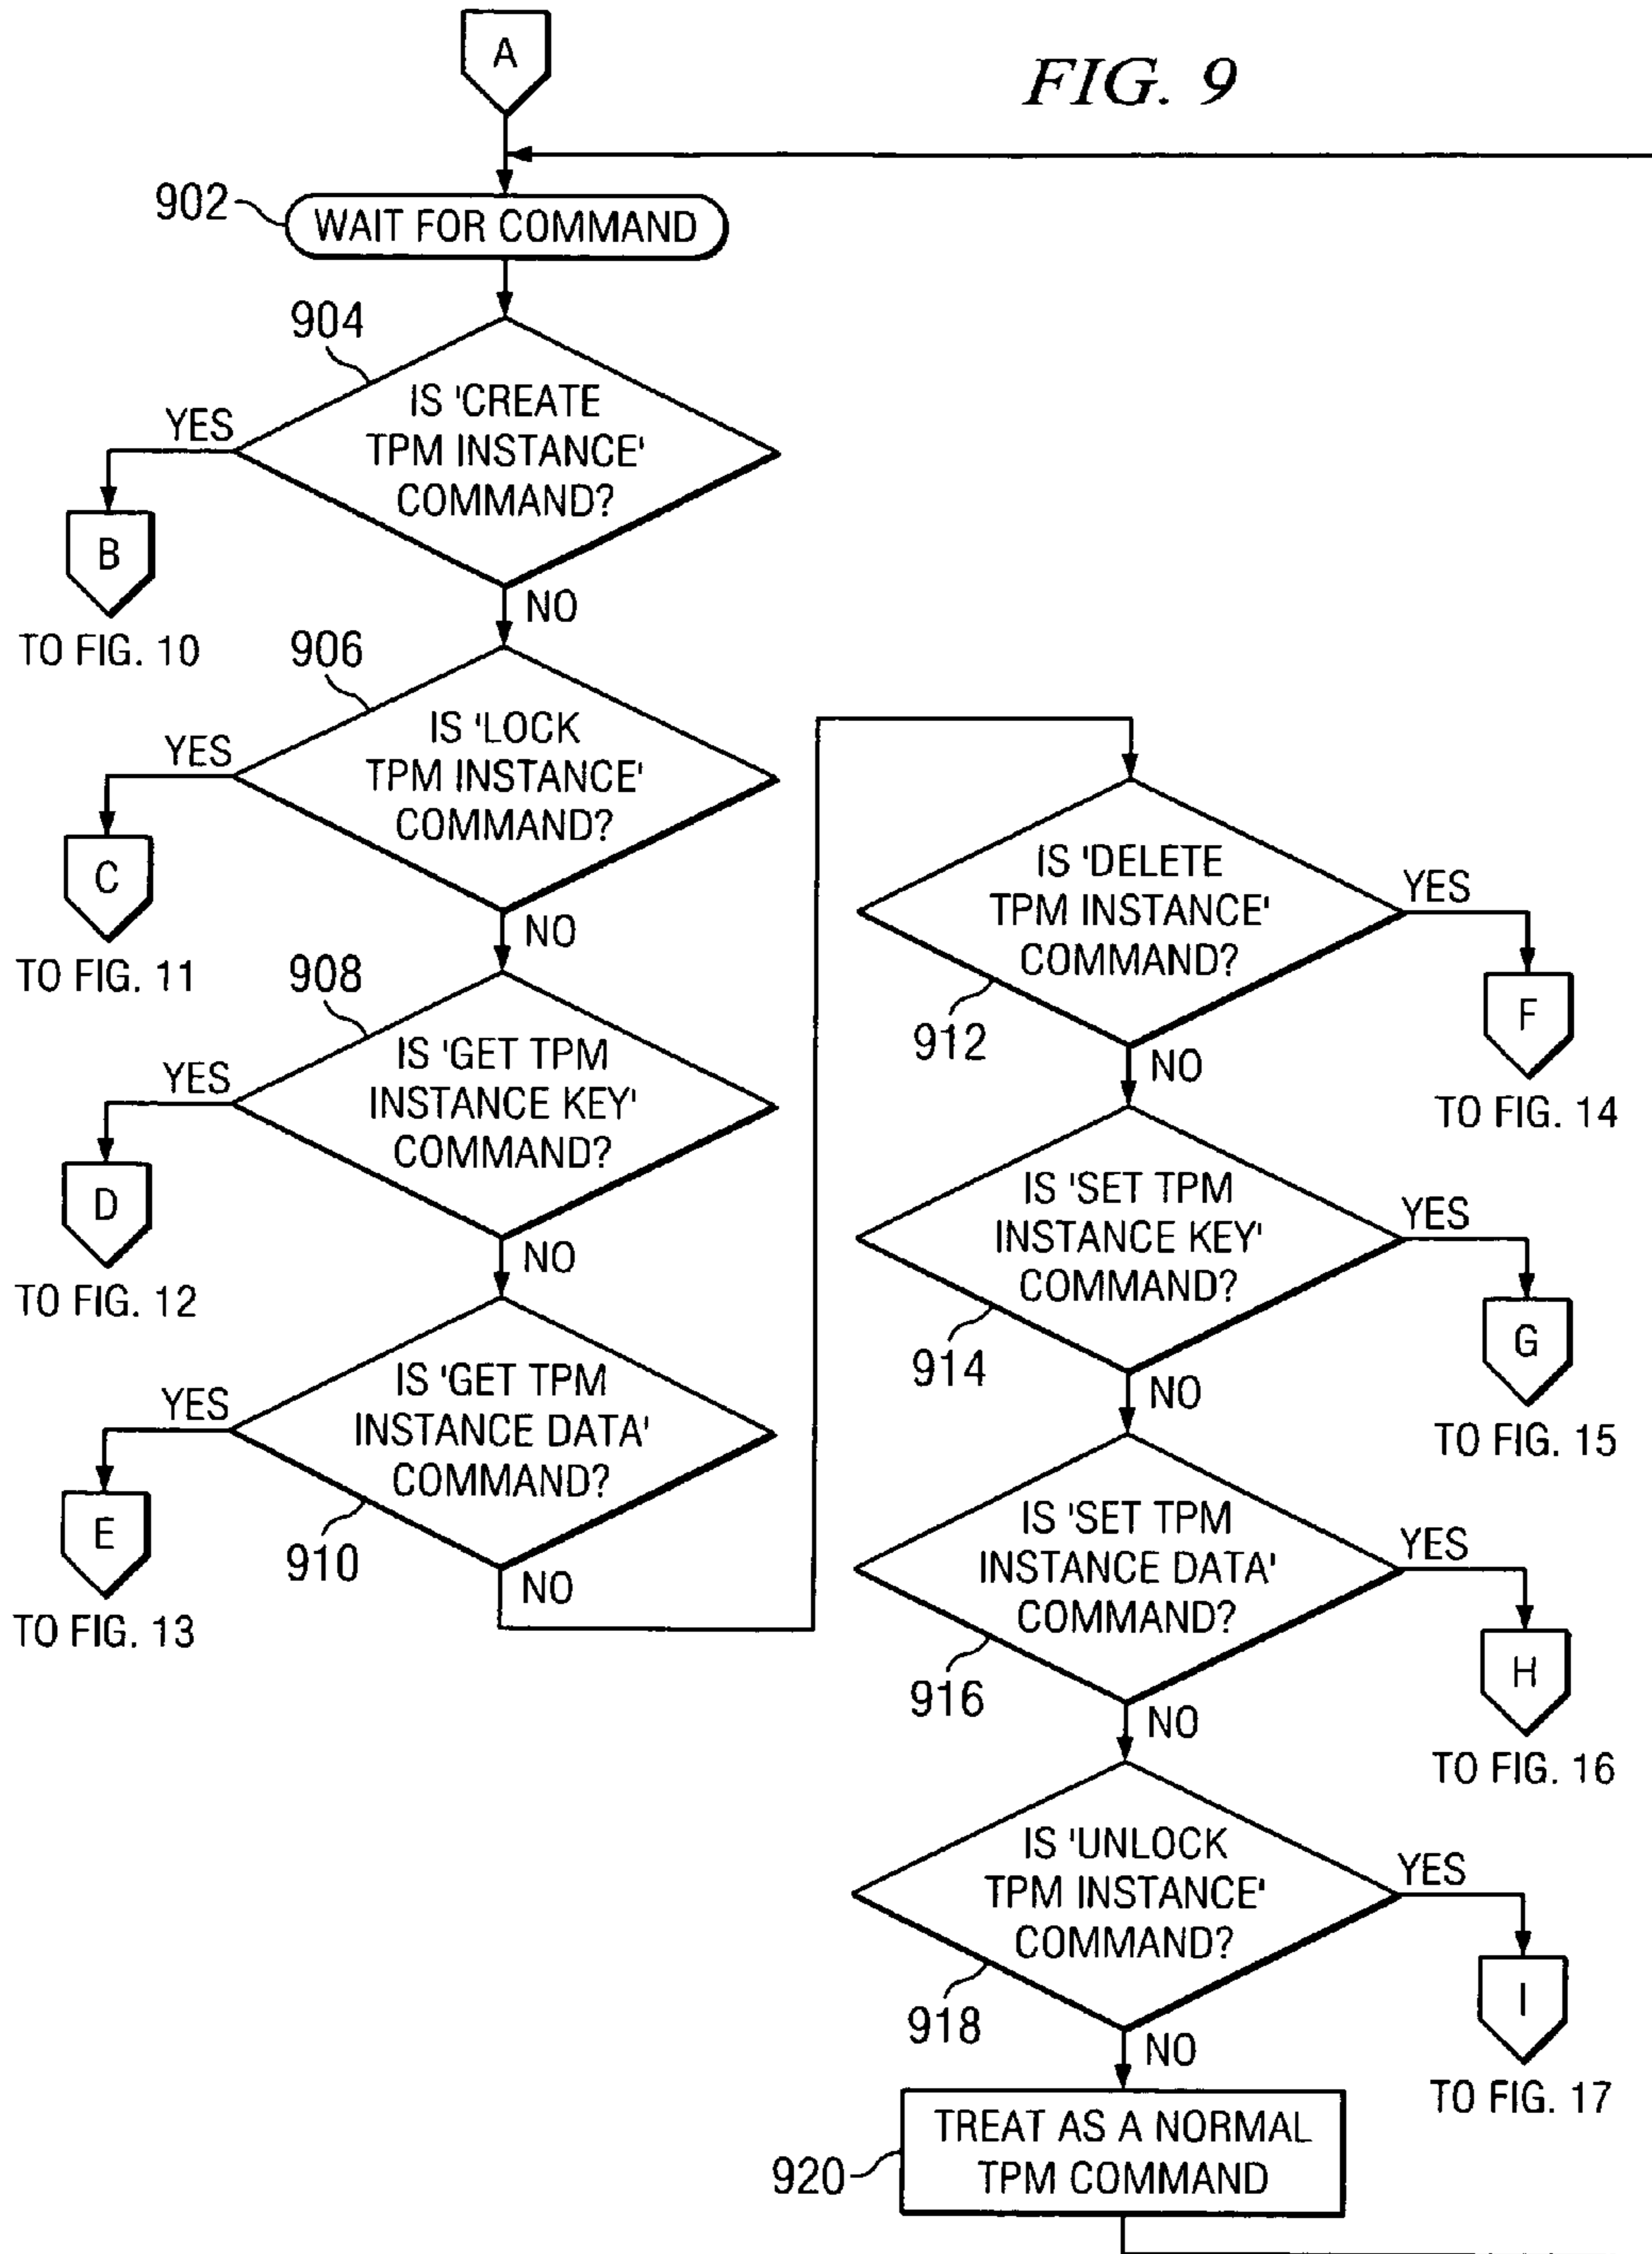 A
FIG. 9
902
WAIT FOR COMMAND
904
IS 'CREATE
TPM INSTANCE'
COMMAND?
YES
B
TO FIG. 10
NO
906
IS 'LOCK
TPM INSTANCE'
COMMAND?
YES
C
TO FIG. 11
NO
908
IS 'GET TPM
INSTANCE KEY'
COMMAND?
YES
D
TO FIG. 12
NO
IS 'GET TPM
INSTANCE DATA'
COMMAND?
YES
E
TO FIG. 13
910
NO
IS 'DELETE
TPM INSTANCE'
COMMAND?
YES
F
TO FIG. 14
912
NO
IS 'SET TPM
INSTANCE KEY'
COMMAND?
YES
G
TO FIG. 15
914
NO
IS 'SET TPM
INSTANCE DATA'
COMMAND?
YES
H
TO FIG. 16
916
NO
IS 'UNLOCK
TPM INSTANCE'
COMMAND?
YES
I
TO FIG. 17
918
NO
920
TREAT AS A NORMAL
TPM COMMAND